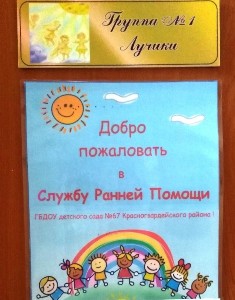 Группа № 1
Лучики
Добро
пожаловать
в
Службу Ранней Помощи
ГБДОУ детского сада №67 Красногвардейского района !